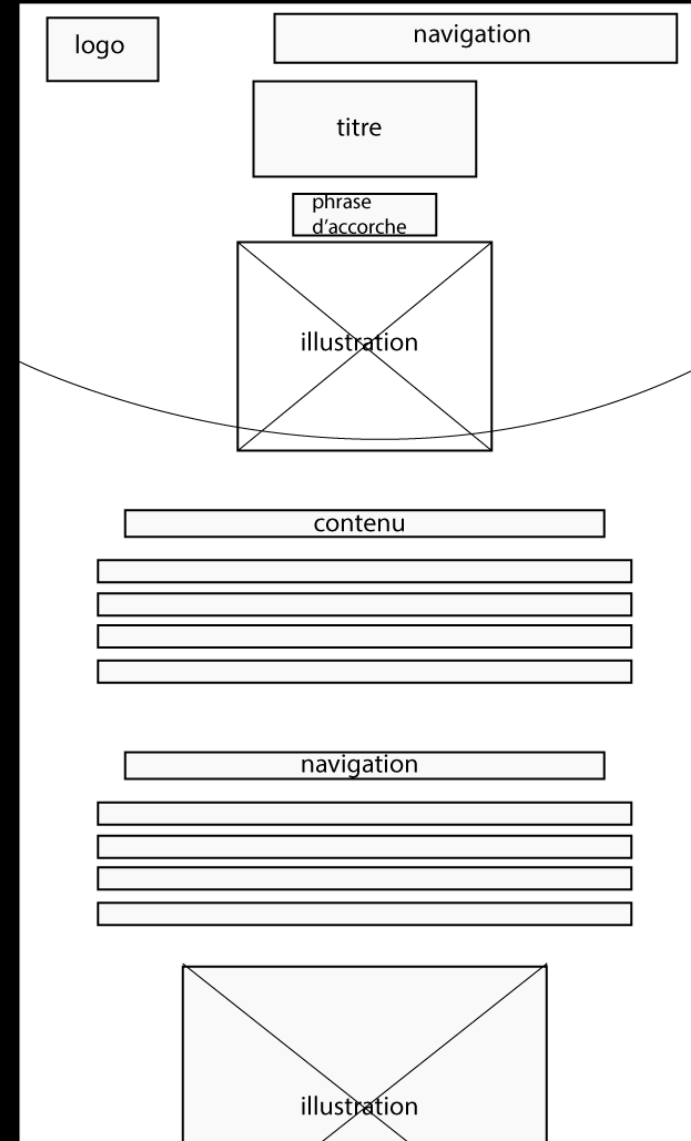 logo
navigation
titre
phrase
d'accorche
illustration
contenu
navigation
illustration